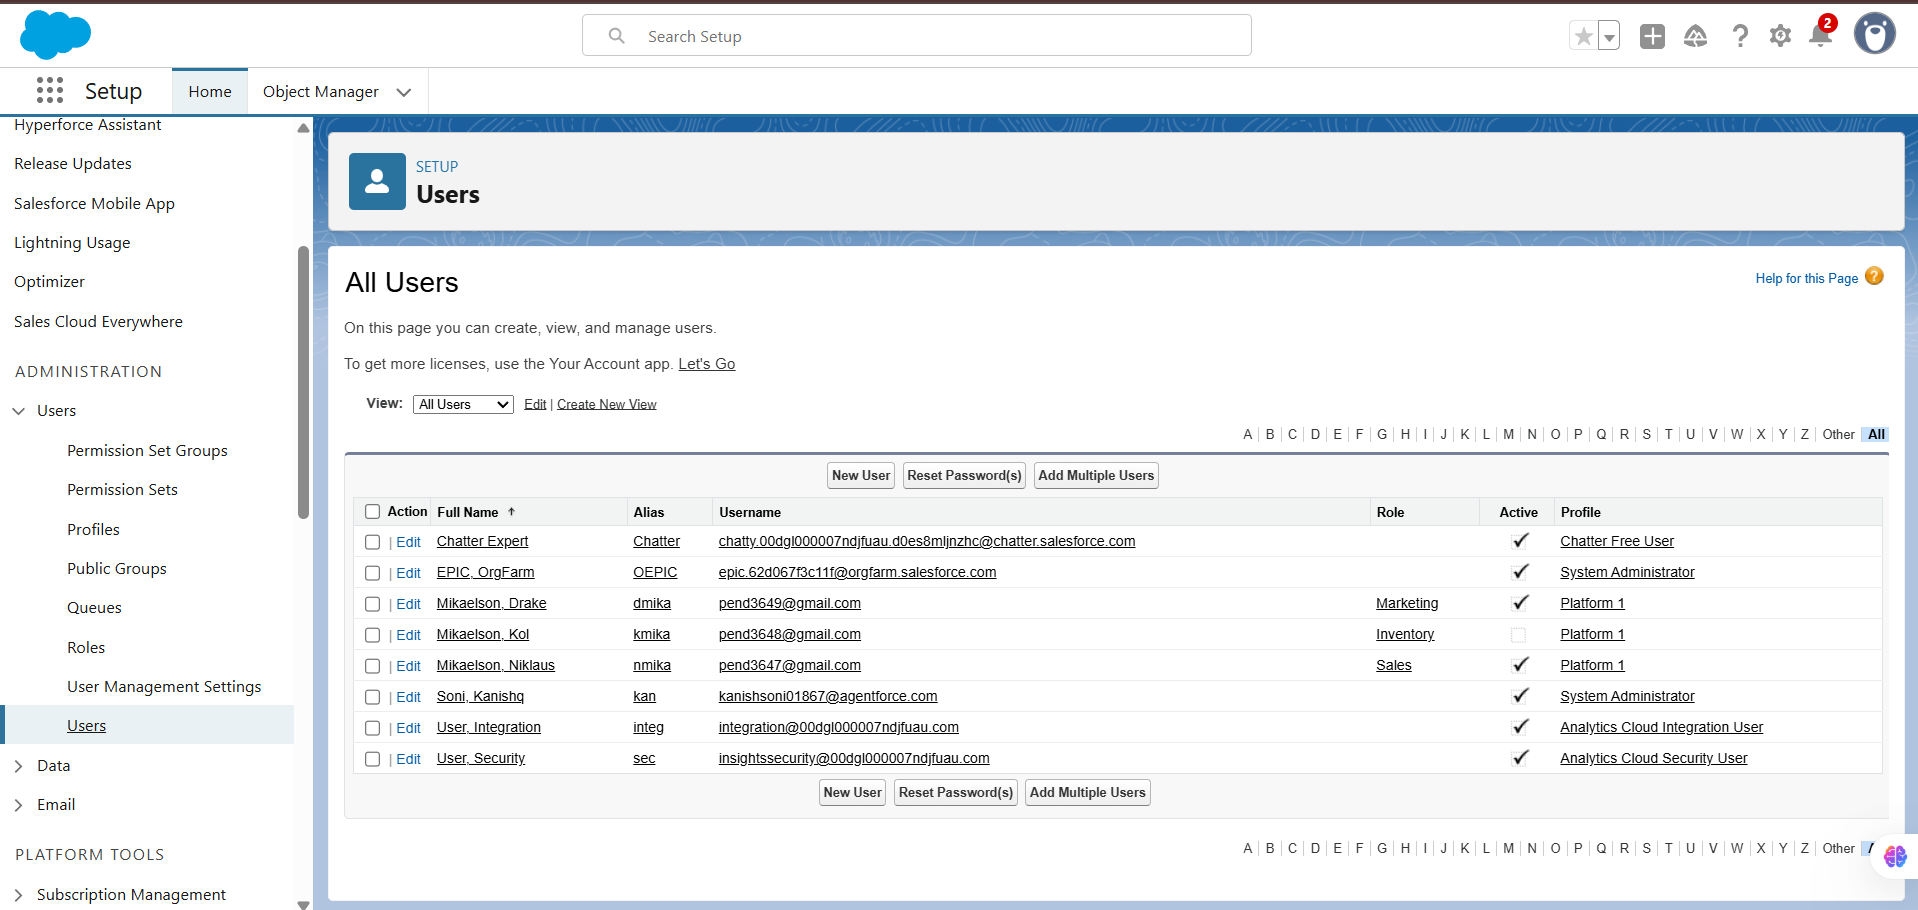 Search Setup
2
Setup Home Object Manager
Hyperforce Assistant
Release Updates
Salesforce Mobile App
Lightning Usage
Optimizer
Sales Cloud Everywhere
ADMINISTRATION
Users
Permission Set Groups
Permission Sets
Profiles
Public Groups
Queues
Roles
User Management Settings
Users
Data
Email
PLATFORM TOOLS
Subscription Management
SETUP
Users
All Users
Help for this Page ?
On this page you can create, view, and manage users.
To get more licenses, use the Your Account app. Let's Go
View: All Users Edit | Create New View
A B C D E F G H I J K L M N O P Q R S T U V W X Y Z Other All
New User Reset Password(s) Add Multiple Users
Action Full Name ↑ Alias Username Role Active Profile
| Edit Chatter Expert Chatter chatty.00dgl000007ndjfuau.d0es8mljnzhc@chatter.salesforce.com Chatter Free User
| Edit EPIC, OrgFarm OEPIC epic.62d067f3c11f@orgfarm.salesforce.com System Administrator
| Edit Mikaelson, Drake dmika pend3649@gmail.com Marketing Platform 1
| Edit Mikaelson, Kol kmika pend3648@gmail.com Inventory Platform 1
| Edit Mikaelson, Niklaus nmika pend3647@gmail.com Sales Platform 1
| Edit Soni, Kanishq kan kanishsoni01867@agentforce.com System Administrator
| Edit User, Integration integ integration@00dgl000007ndjfuau.com Analytics Cloud Integration User
| Edit User, Security sec insightssecurity@00dgl000007ndjfuau.com Analytics Cloud Security User
New User Reset Password(s) Add Multiple Users
A B C D E F G H I J K L M N O P Q R S T U V W X Y Z Other